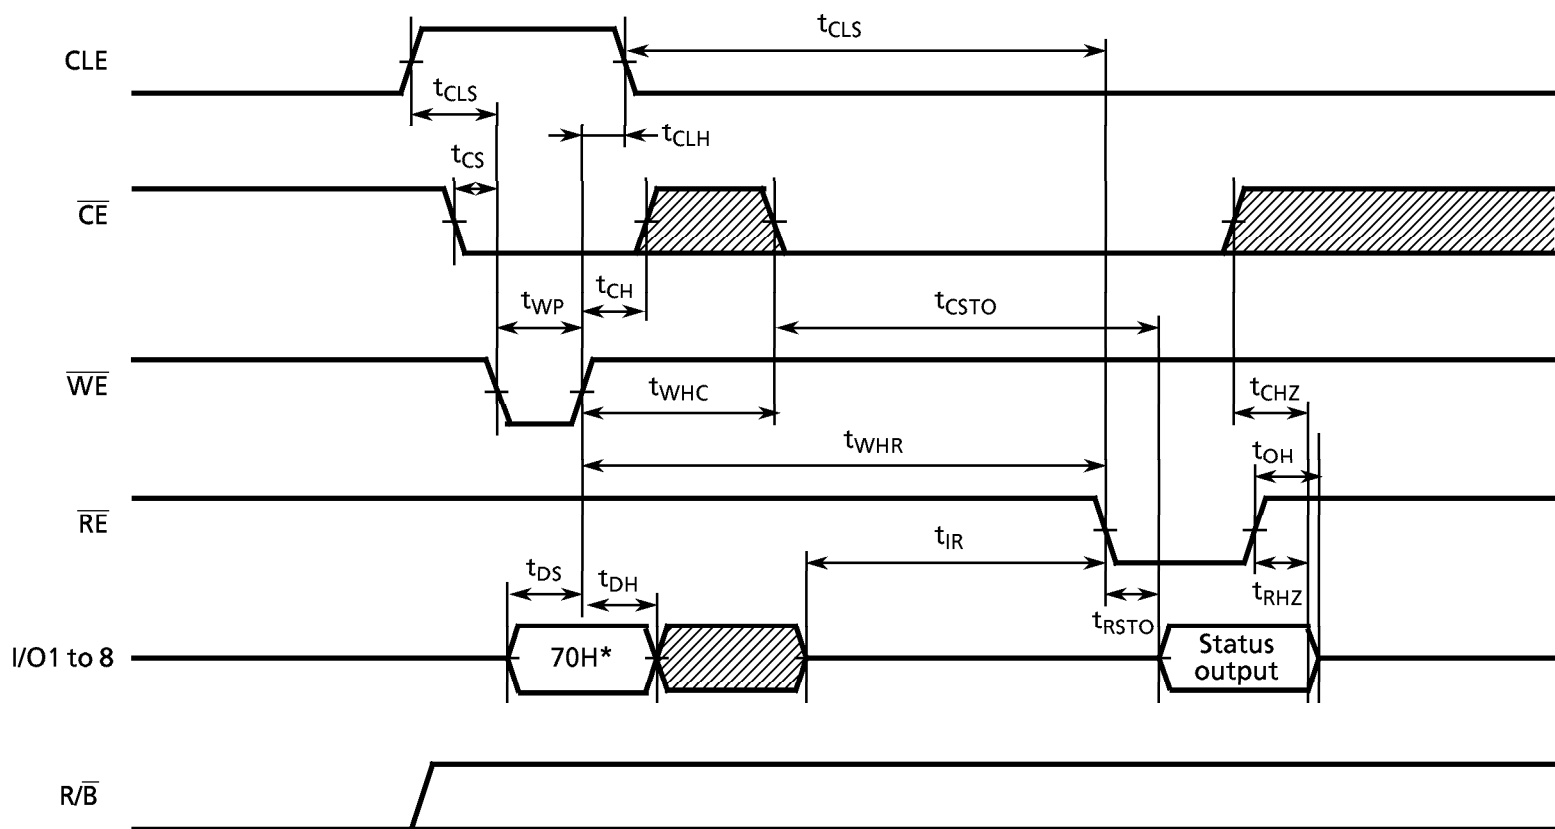 tCLS
CLE
tCLS
tCLH
tCS
CE
tCH
tWP
tCSTO
WE
tWHC
tCHZ
tWHR
tOH
RE
tIR
tDS
tDH
tRHZ
tRSTO
I/O1 to 8
70H*
Status
output
R/B